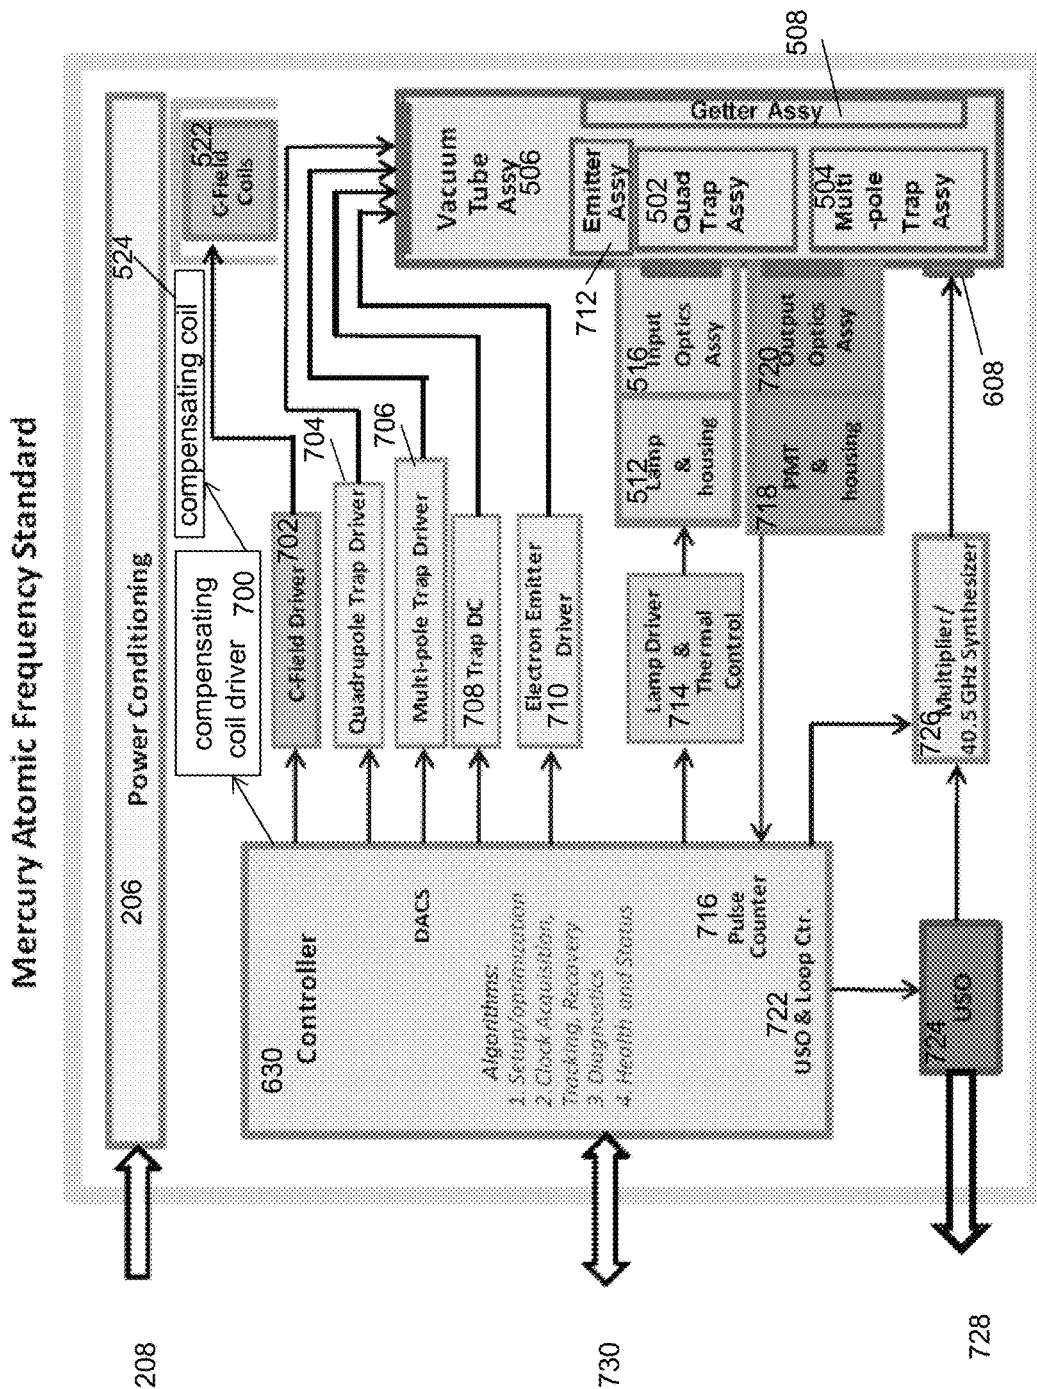 Mercury Atomic Frequency Standard
206 Power Conditioning
208
compensating
coil driver 700
compensating coil
524
522
C-Field
Coils
C-Field Driver 702
Quadrupole Trap Driver
704
Multi-pole Trap Driver
706
708 Trap DC
Electron Emitter
710 Driver
630
Controller
DACS
Algorithms:
1 Setup/optimization
2 Clock Acqusition,
Tracking, Recovery
3 Diagnostics
4. Health and Status
716
Pulse
Counter
722
USO & Loop Ctr.
730
Lamp Driver
714 &
Thermal
Control
512
Lamp
&
housing
516
Input
Optics
Assy
718
PMT
&
housing
720
Output
Optics
Assy
Vacuum
Tube
Assy 506
Emitter
Assy
712
502
Quad
Trap
Assy
504
Multi
-pole
Trap
Assy
Getter Assy
508
608
726
Multiplier/
40.5 GHz Synthesizer
724
USO
728